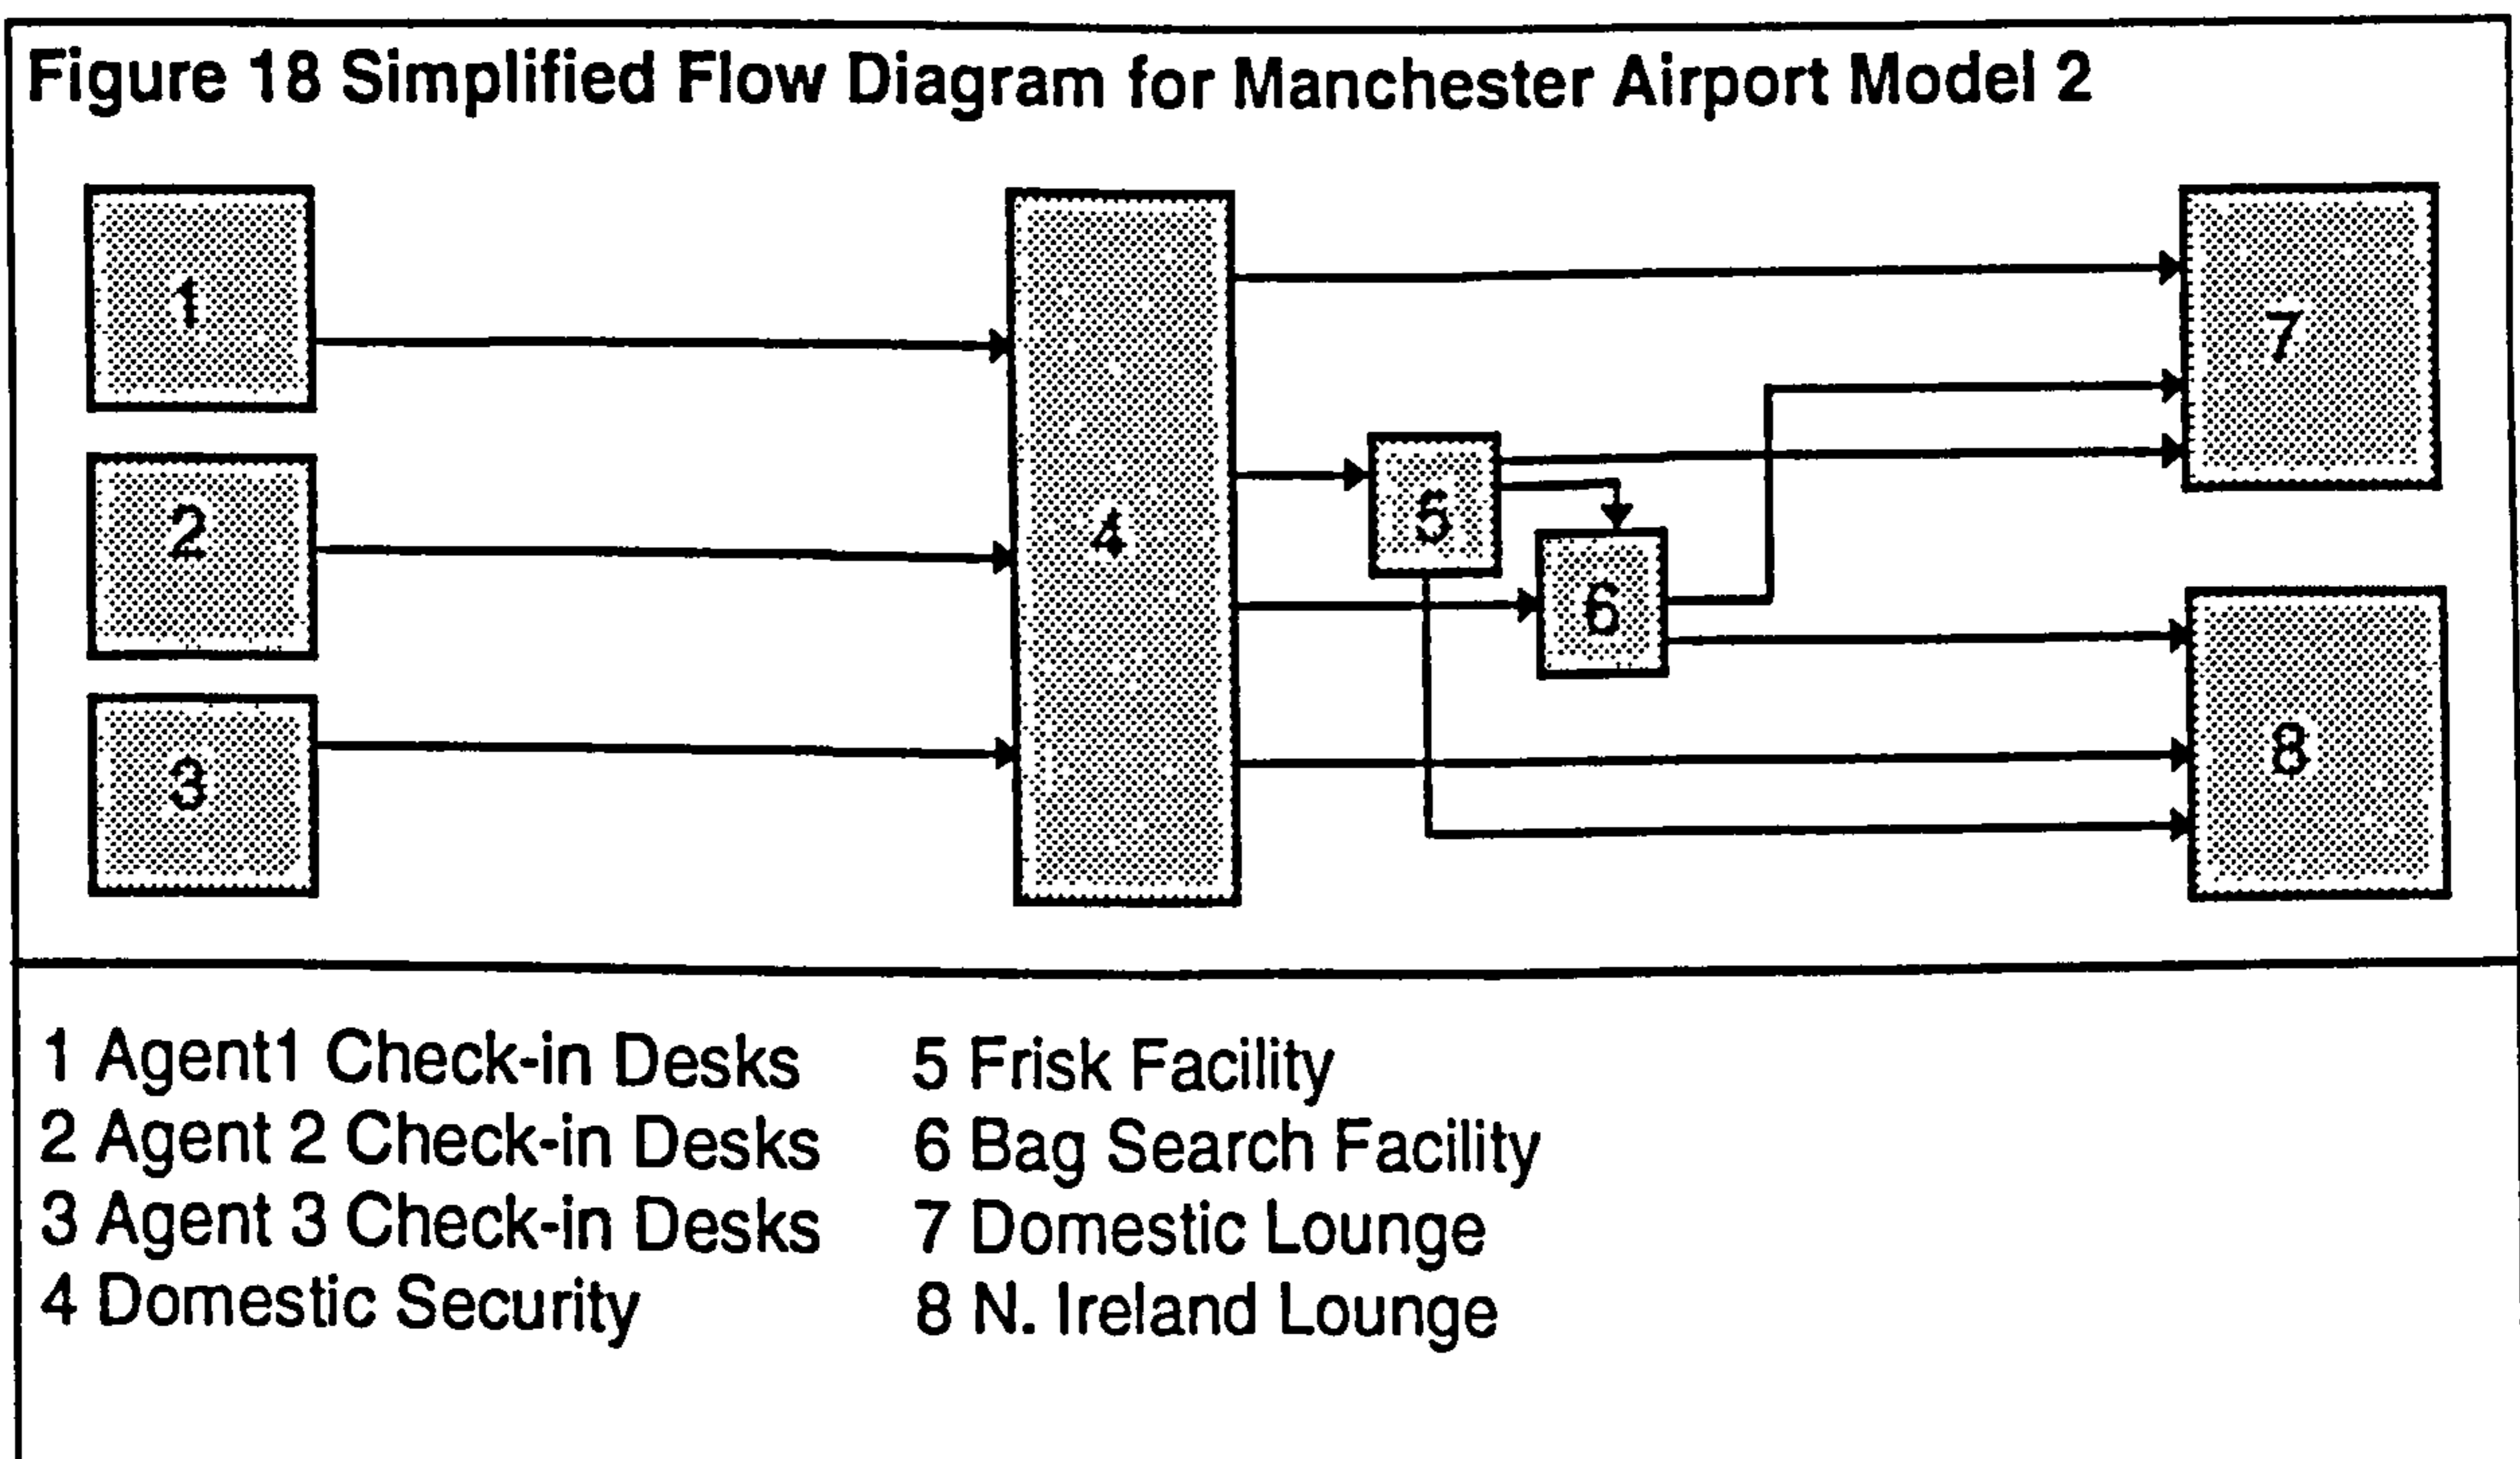 Figure 18 Simplified Flow Diagram for Manchester Airport Model 2
1
2
3
4
5
6
7
8
1 Agent1 Check-in Desks
2 Agent 2 Check-in Desks
3 Agent 3 Check-in Desks
4 Domestic Security
5 Frisk Facility
6 Bag Search Facility
7 Domestic Lounge
8 N. Ireland Lounge